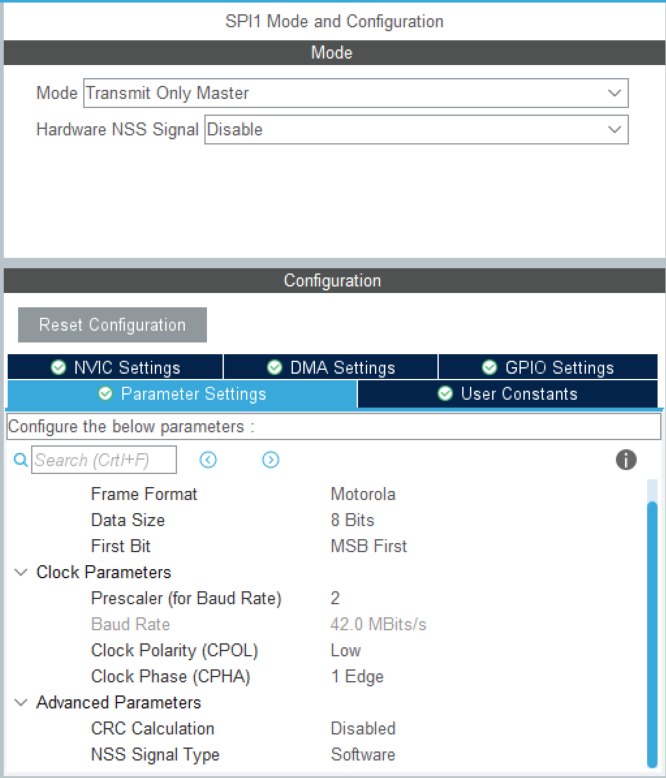 SPI1 Mode and Configuration
Mode
Mode Transmit Only Master
Hardware NSS Signal Disable
Configuration
Reset Configuration
NVIC Settings DMA Settings GPIO Settings
Parameter Settings User Constants
Configure the below parameters :
Search (Crtl+F)
Frame Format Motorola
Data Size 8 Bits
First Bit MSB First
Clock Parameters
Prescaler (for Baud Rate) 2
Baud Rate 42.0 MBits/s
Clock Polarity (CPOL) Low
Clock Phase (CPHA) 1 Edge
Advanced Parameters
CRC Calculation Disabled
NSS Signal Type Software